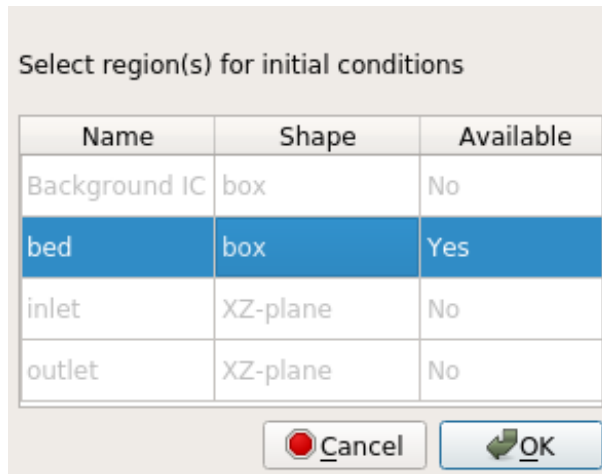 Select region(s) for initial conditions
Name Shape Available
Background IC box No
bed box Yes
inlet XZ-plane No
outlet XZ-plane No
Cancel OK